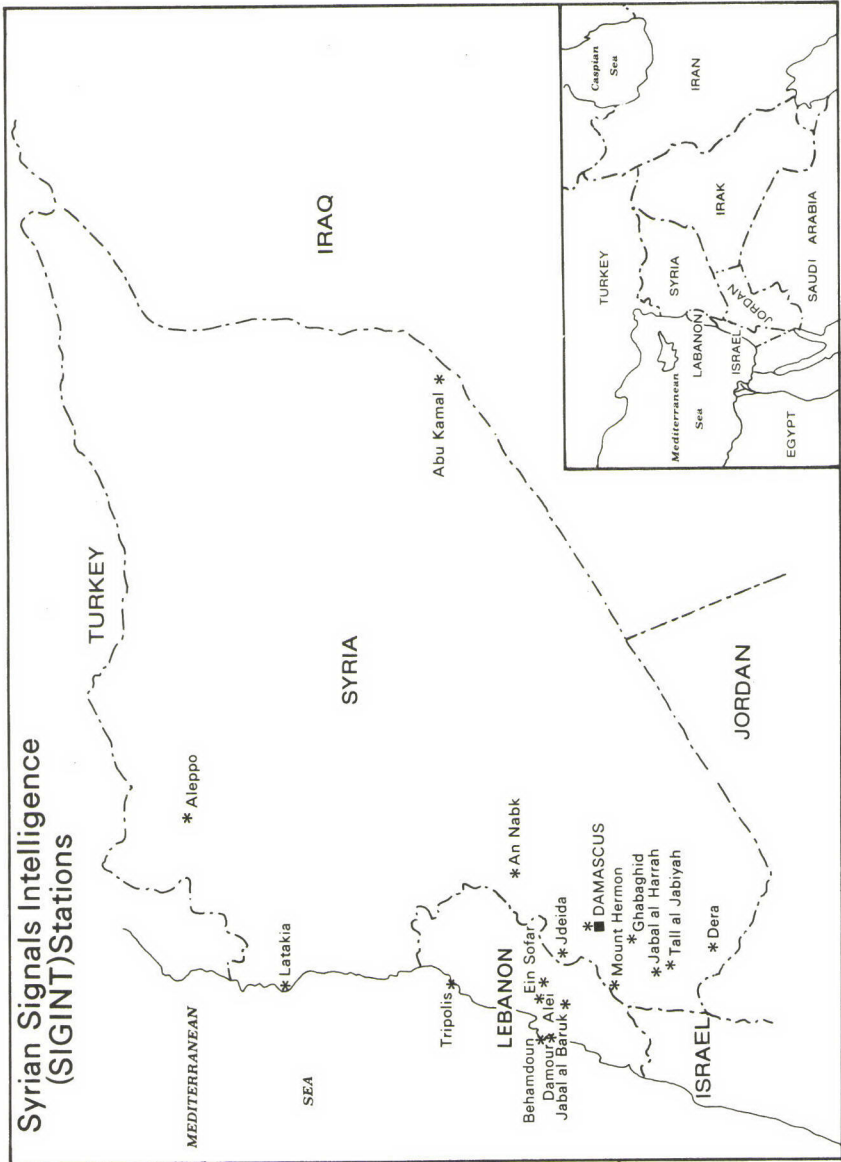 Syrian Signals Intelligence
(SIGINT)Stations
TURKEY
MEDITERRANEAN
SEA
* Aleppo
* Latakia
SYRIA
IRAQ
Abu Kamal *
Tripolis *
LEBANON
* An Nabk
Behamdoun *
Ein Sofar *
Damour *
Alei *
Jabal al Baruk *
* Jdeida
*
DAMASCUS
* Mount Hermon
* Ghabaghid
* Jabal al Harrah
* Tall al Jabiyah
* Dera
ISRAEL
JORDAN
Caspian
Sea
TURKEY
IRAN
SYRIA
IRAK
Mediterranean
Sea
LABANON
ISRAEL
JORDAN
SAUDI ARABIA
EGYPT